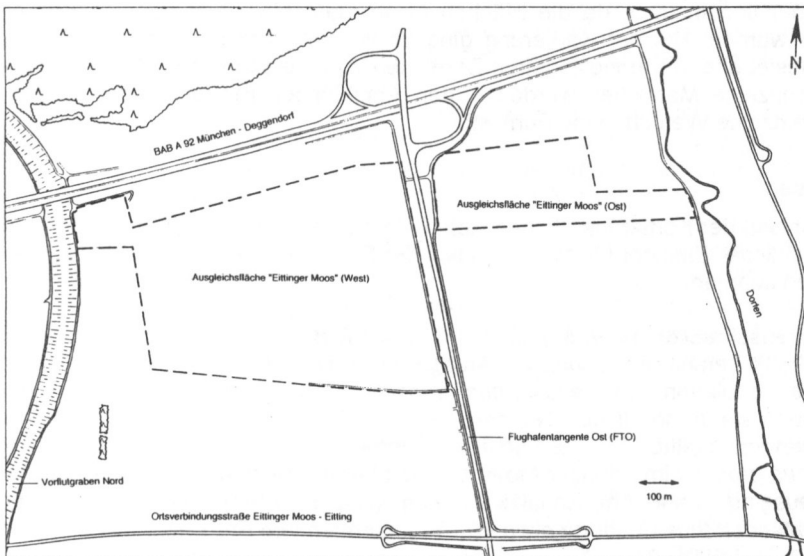 N
BAB A 92 München - Deggendorf
Ausgleichsfläche "Eittinger Moos" (Ost)
Ausgleichsfläche "Eittinger Moos" (West)
Dorfen
Flughafentangente Ost (FTO)
Vorflutgraben Nord
100 m
Ortsverbindungsstraße Eittinger Moos - Eitting